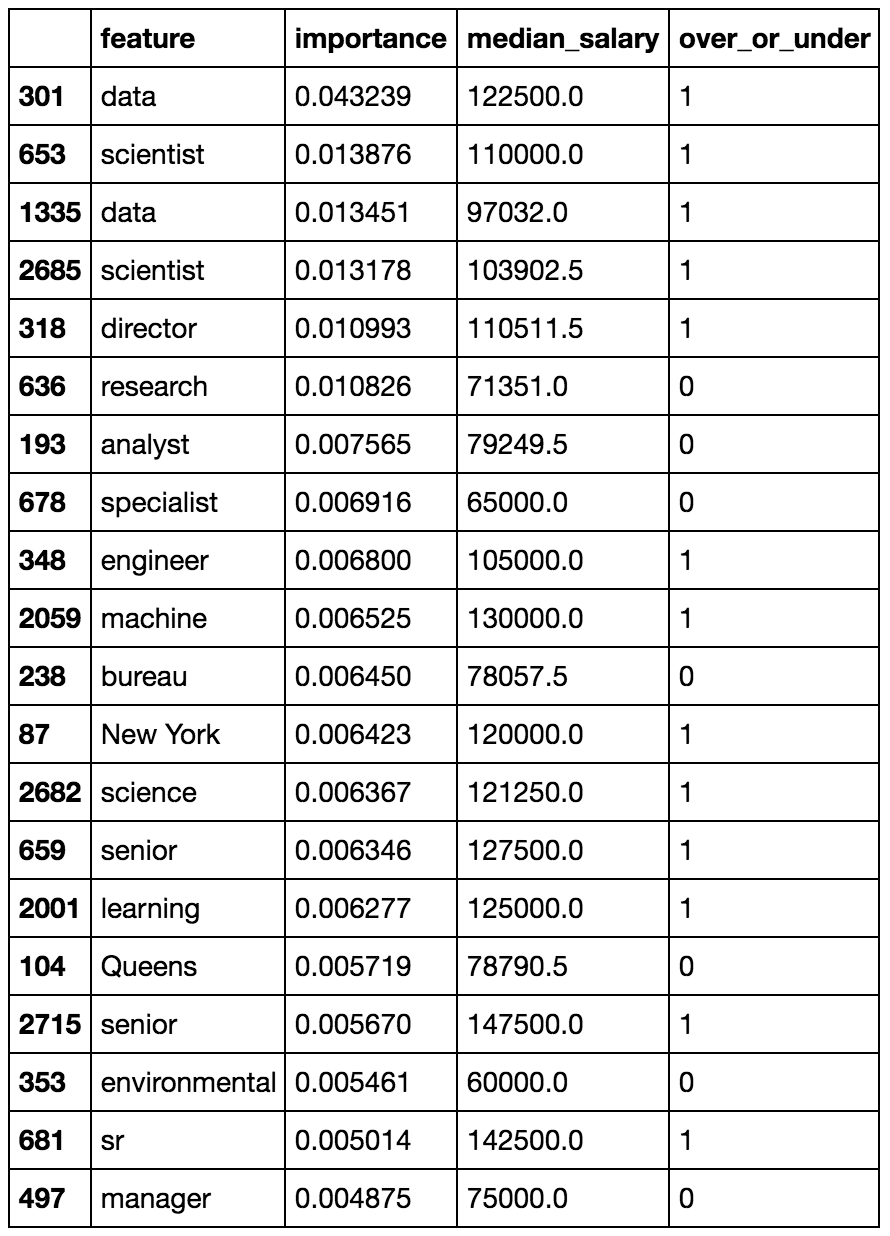 feature importance median_salary over_or_under
301 data 0.043239 122500.0 1
653 scientist 0.013876 110000.0 1
1335 data 0.013451 97032.0 1
2685 scientist 0.013178 103902.5 1
318 director 0.010993 110511.5 1
636 research 0.010826 71351.0 0
193 analyst 0.007565 79249.5 0
678 specialist 0.006916 65000.0 0
348 engineer 0.006800 105000.0 1
2059 machine 0.006525 130000.0 1
238 bureau 0.006450 78057.5 0
87 New York 0.006423 120000.0 1
2682 science 0.006367 121250.0 1
659 senior 0.006346 127500.0 1
2001 learning 0.006277 125000.0 1
104 Queens 0.005719 78790.5 0
2715 senior 0.005670 147500.0 1
353 environmental 0.005461 60000.0 0
681 sr 0.005014 142500.0 1
497 manager 0.004875 75000.0 0